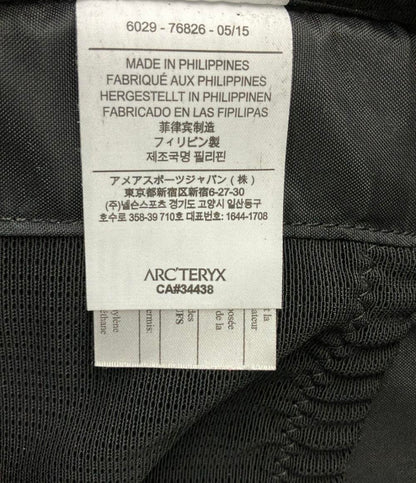 6029 - 76826 - 05/15
MADE IN PHILIPPINES
FABRIQUÉ AUX PHILIPPINES
HERGESTELLT IN PHILIPPINEN
FABRICADO EN LAS FIPILIPAS
菲律宾制造
フィリピン製
제조국명 필리핀
アメアスポーツジャパン (株)
東京都新宿区新宿6-27-30
(주)넬슨스포츠 경기도 고양시 일산동구
호수로 358-39 710호 대표번호: 1644-1708
ARC'TERYX
CA#34438